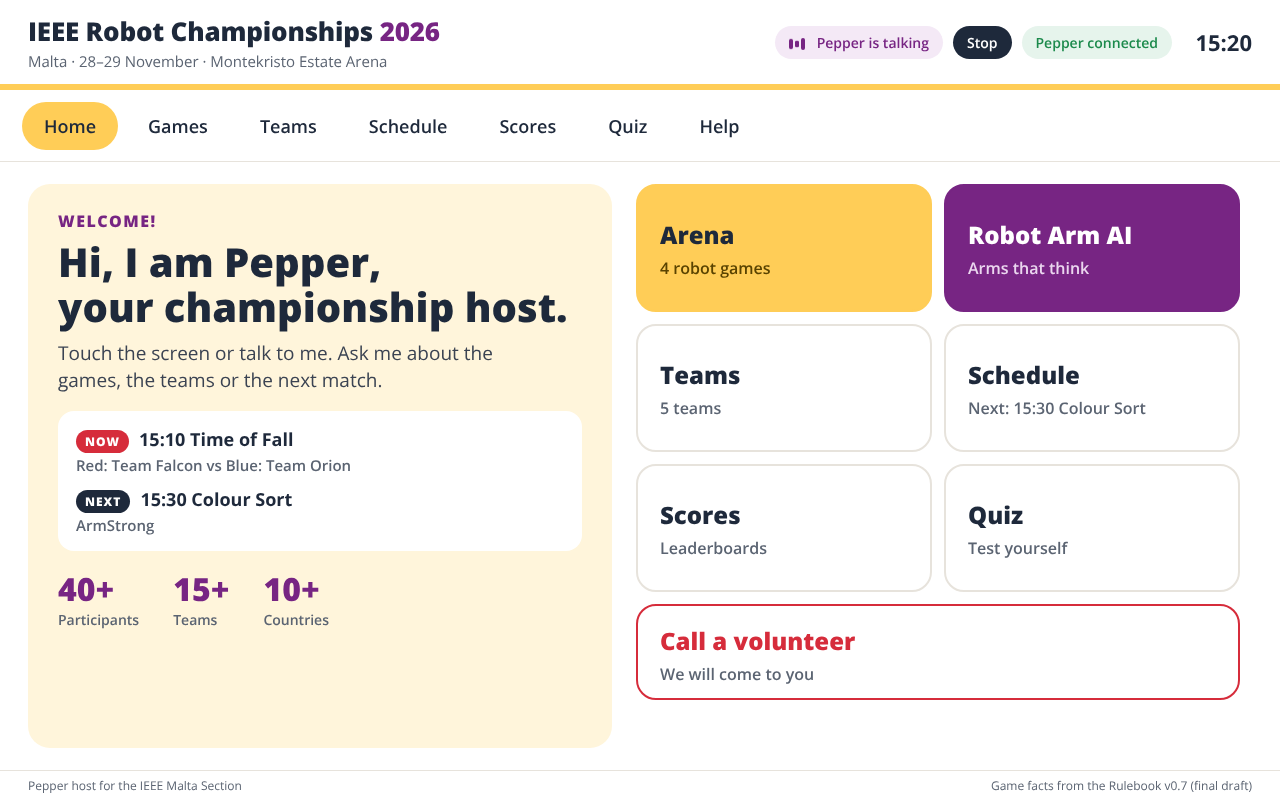 IEEE Robot Championships 2026
Malta · 28–29 November · Montekristo Estate Arena
Pepper is talking
Stop
Pepper connected
15:20
Home
Games
Teams
Schedule
Scores
Quiz
Help
WELCOME!
Hi, I am Pepper,
your championship host.
Touch the screen or talk to me. Ask me about the
games, the teams or the next match.
NOW 15:10 Time of Fall
Red: Team Falcon vs Blue: Team Orion
NEXT 15:30 Colour Sort
ArmStrong
40+
Participants
15+
Teams
10+
Countries
Arena
4 robot games
Robot Arm AI
Arms that think
Teams
5 teams
Schedule
Next: 15:30 Colour Sort
Scores
Leaderboards
Quiz
Test yourself
Call a volunteer
We will come to you
Pepper host for the IEEE Malta Section
Game facts from the Rulebook v0.7 (final draft)